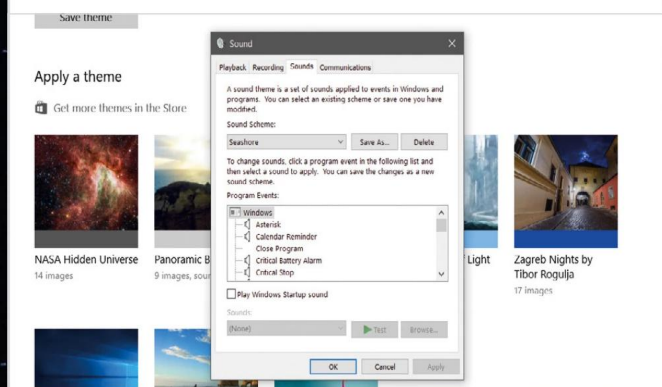 Save theme
Sound
Playback Recording Sounds Communications
Apply a theme
Get more themes in the Store
A sound theme is a set of sounds applied to events in Windows and
programs. You can select an existing scheme or save one you have
modified.
Sound Scheme:
Seashore
Save As...
Delete
To change sounds, click a program event in the following list and
then select a sound to apply. You can save the changes as a new
sound scheme.
Program Events:
Windows
Asterisk
Calendar Reminder
Close Program
Critical Battery Alarm
Critical Stop
Play Windows Startup sound
Sounds:
(None)
Test
Browse...
OK
Cancel
Apply
NASA Hidden Universe
14 images
Panoramic B
9 images, sour
f Light
Zagreb Nights by
Tibor Rogulja
17 images